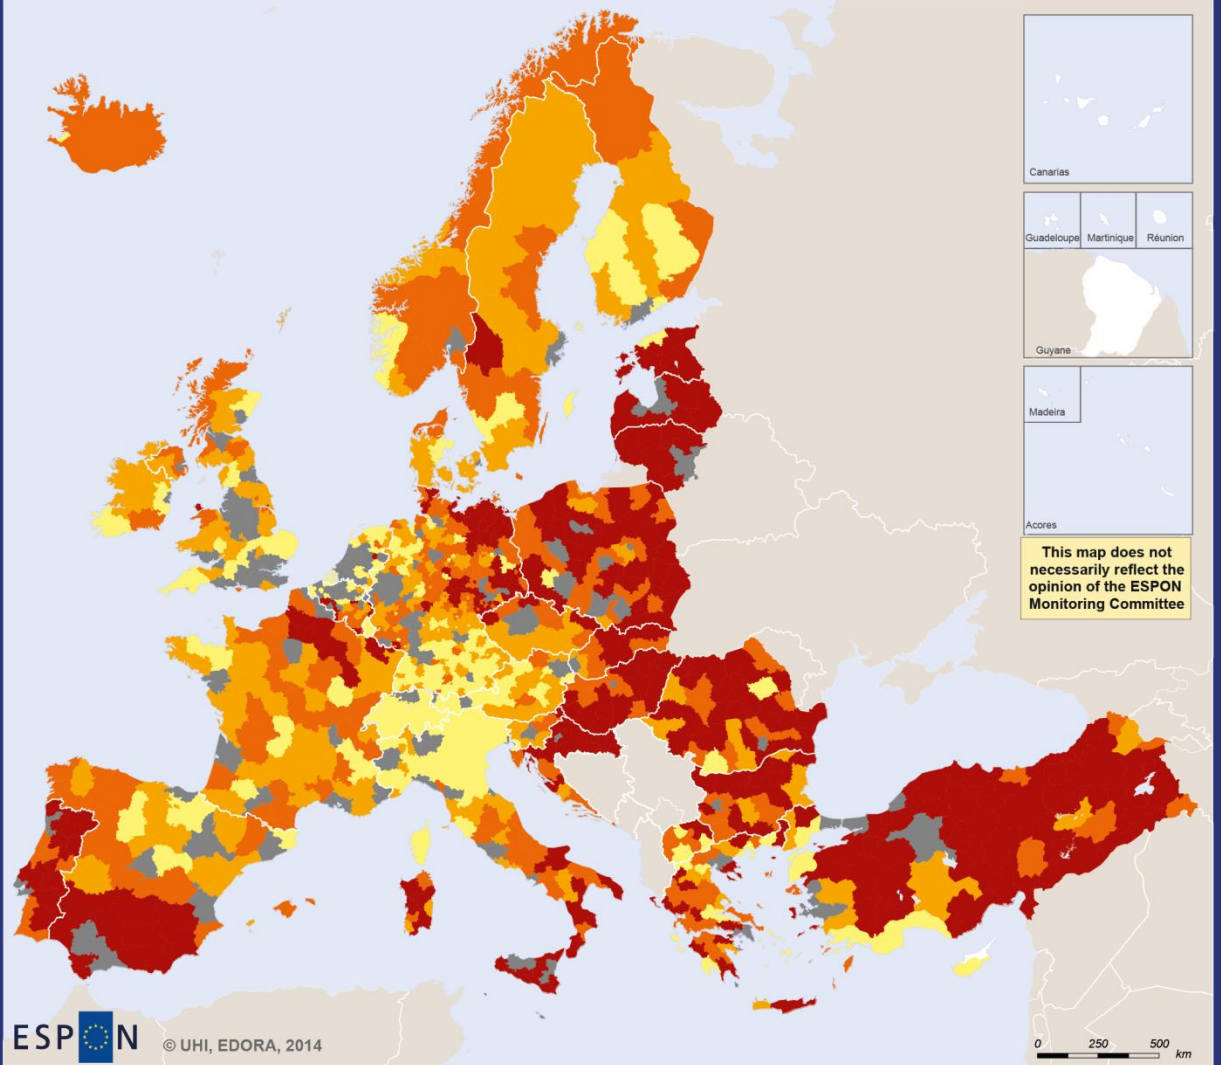 Canarias
Guadeloupe
Martinique
Réunion
Guyane
Madeira
Acores
This map does not
necessarily reflect the
opinion of the ESPON
Monitoring Committee
ESPON
© UHI, EDORA, 2014
0 250 500
km